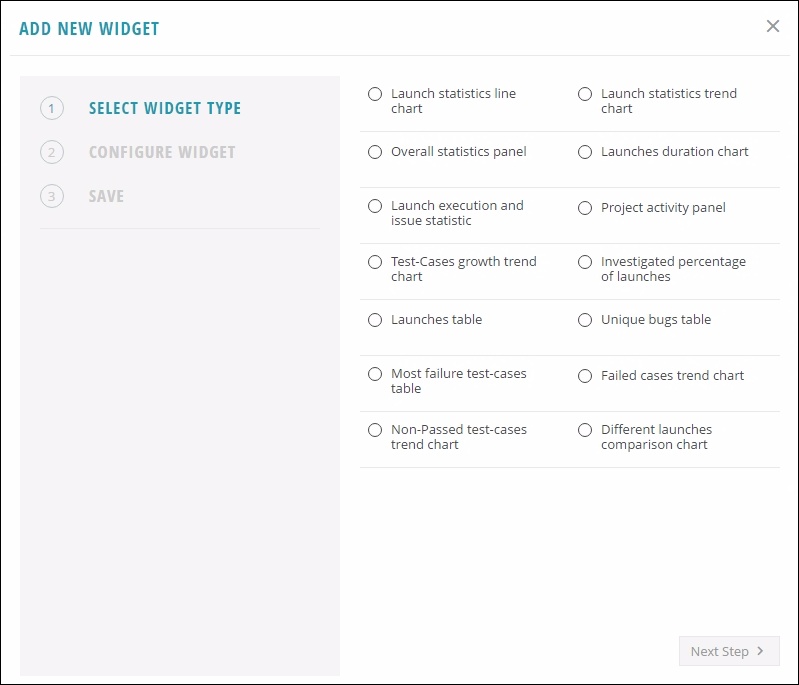 ADD NEW WIDGET
1 SELECT WIDGET TYPE
2 CONFIGURE WIDGET
3 SAVE
Launch statistics line
chart
Launch statistics trend
chart
Overall statistics panel
Launches duration chart
Launch execution and
issue statistic
Project activity panel
Test-Cases growth trend
chart
Investigated percentage
of launches
Launches table
Unique bugs table
Most failure test-cases
table
Failed cases trend chart
Non-Passed test-cases
trend chart
Different launches
comparison chart
Next Step